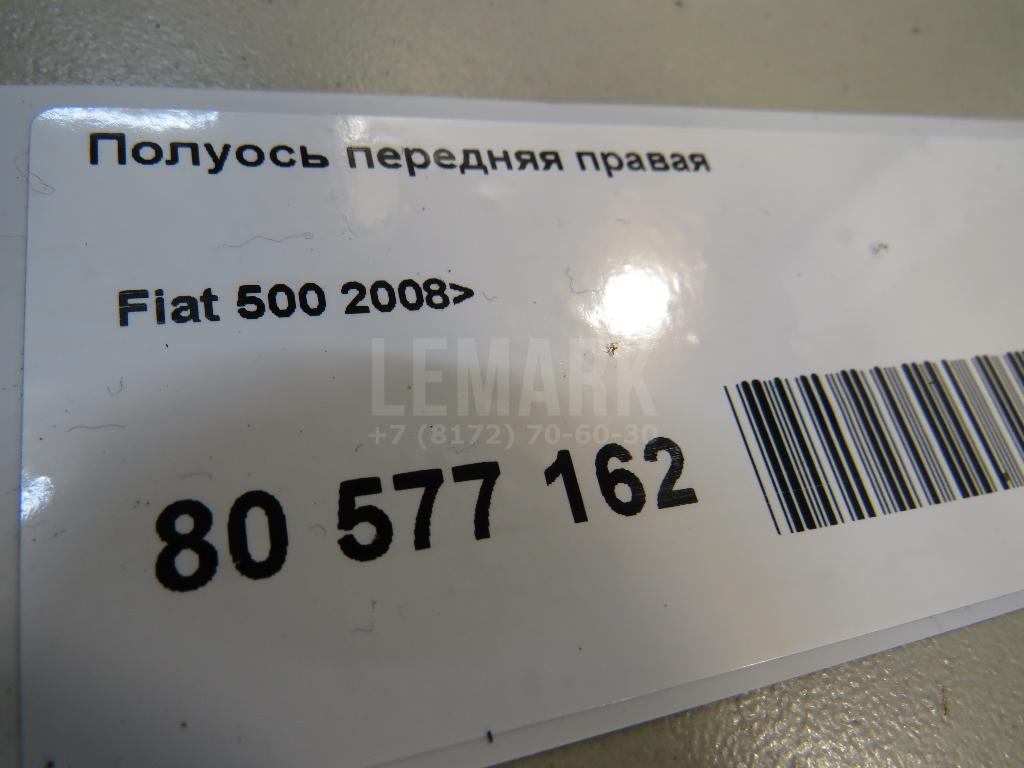 Полуось передняя правая
Fiat 500 2008>
LEMARK
+7 (8172) 70-60-30
80 577 162